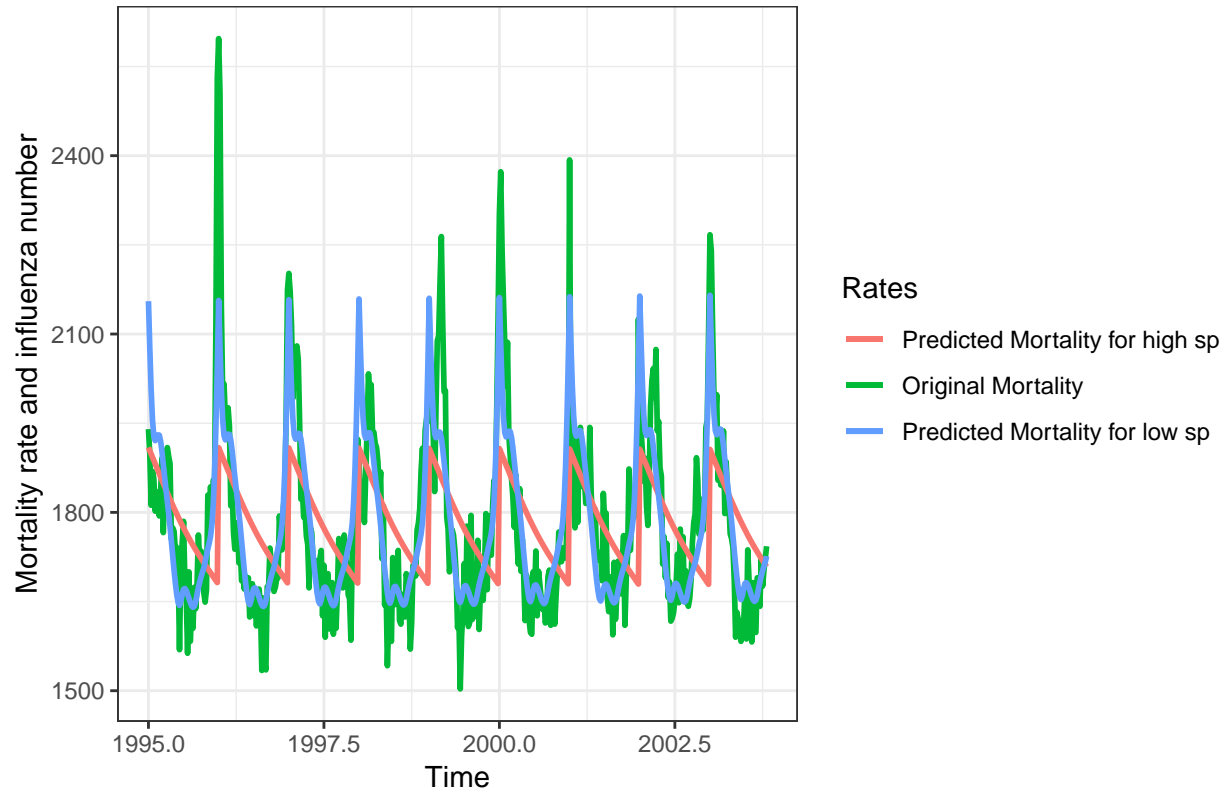 2400
2100
1800
1500
Mortality rate and influenza number
1995.0 1997.5 2000.0 2002.5
Time
Rates
Predicted Mortality for high sp
Original Mortality
Predicted Mortality for low sp